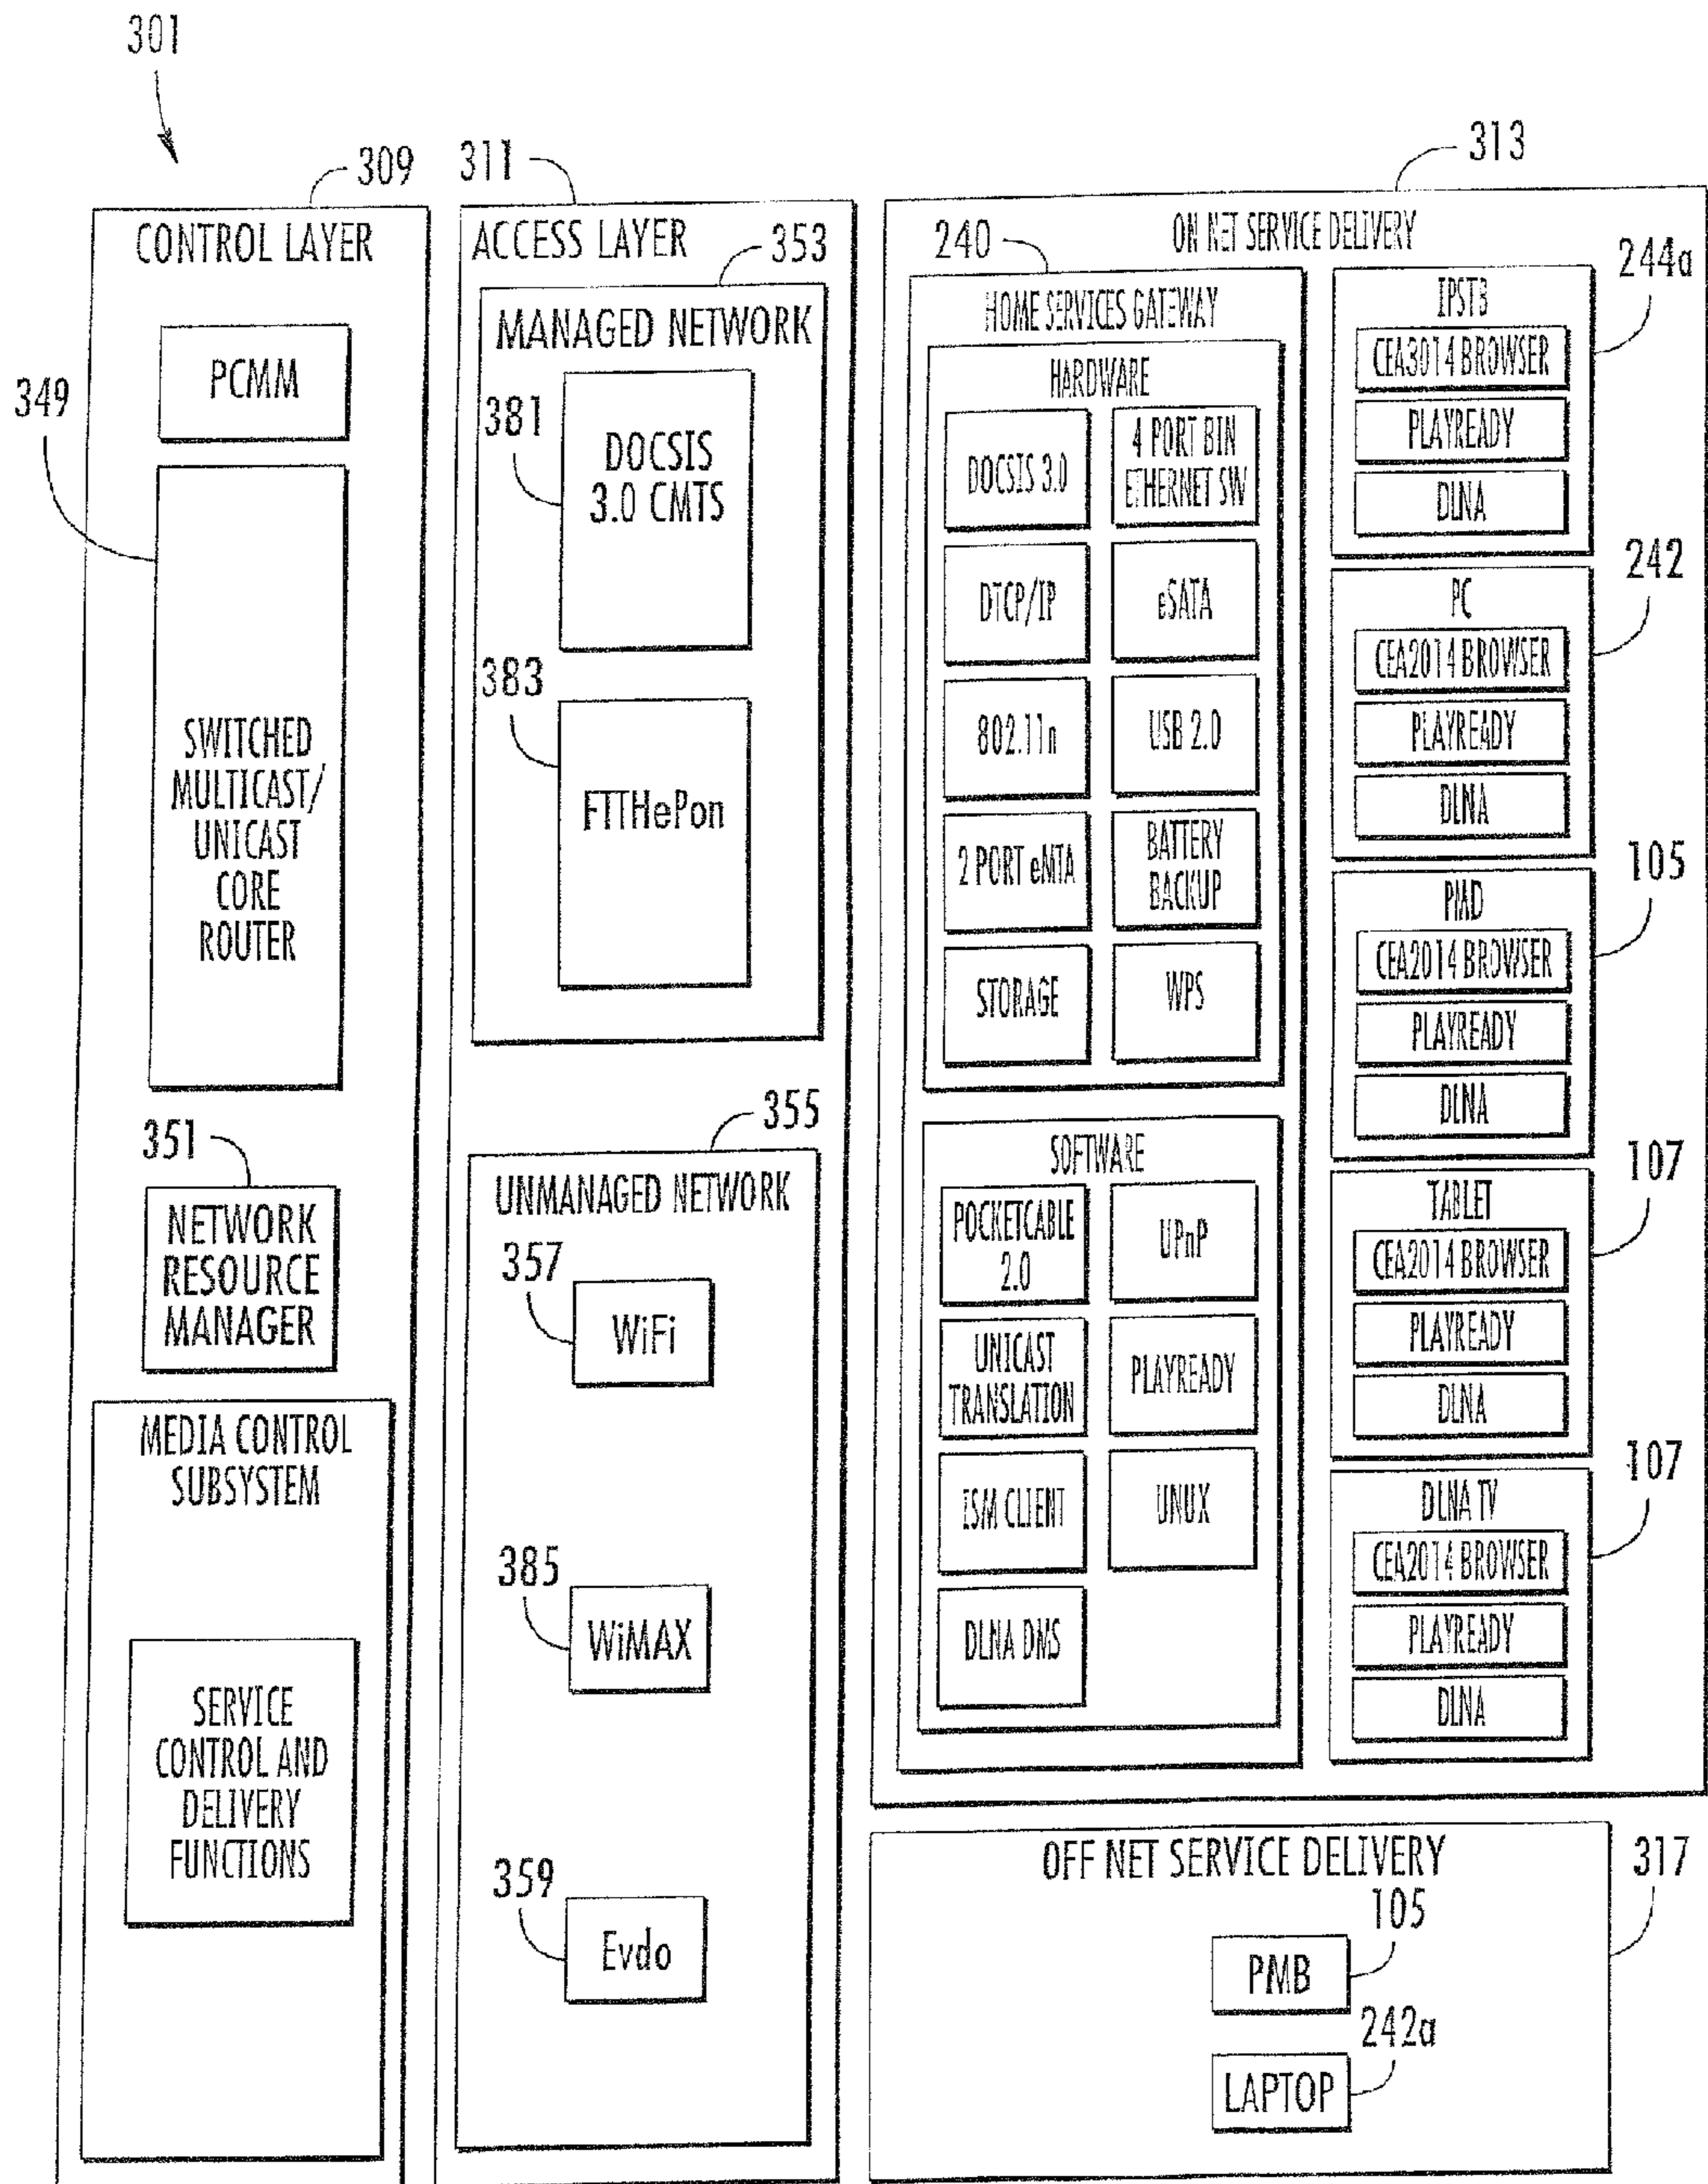 301
309
CONTROL LAYER
PCMM
349
SWITCHED
MULTICAST/
UNICAST
CORE
ROUTER
351
NETWORK
RESOURCE
MANAGER
MEDIA CONTROL
SUBSYSTEM
SERVICE
CONTROL AND
DELIVERY
FUNCTIONS
311
ACCESS LAYER
353
MANAGED NETWORK
381
DOCSIS
3.0 CMTS
383
FTTHePon
355
UNMANAGED NETWORK
357
WiFi
385
WiMAX
359
Evdo
313
ON NET SERVICE DELIVERY
240
HOME SERVICES GATEWAY
HARDWARE
DOCSIS 3.0
4 PORT BIN
ETHERNET SW
DTCP/IP
eSATA
802.11n
USB 2.0
2 PORT eMTA
BATTERY
BACKUP
STORAGE
WPS
SOFTWARE
POCKETCABLE
2.0
UPnP
UNICAST
TRANSLATION
PLAYREADY
ISM CLIENT
UNUX
DLNA DMS
244a
IPSTB
CEA3014 BROWSER
PLAYREADY
DLNA
242
PC
CEA2014 BROWSER
PLAYREADY
DLNA
105
PMD
CEA2014 BROWSER
PLAYREADY
DLNA
107
TABLET
CEA2014 BROWSER
PLAYREADY
DLNA
107
DLNA TV
CEA2014 BROWSER
PLAYREADY
DLNA
317
OFF NET SERVICE DELIVERY
105
PMB
242a
LAPTOP